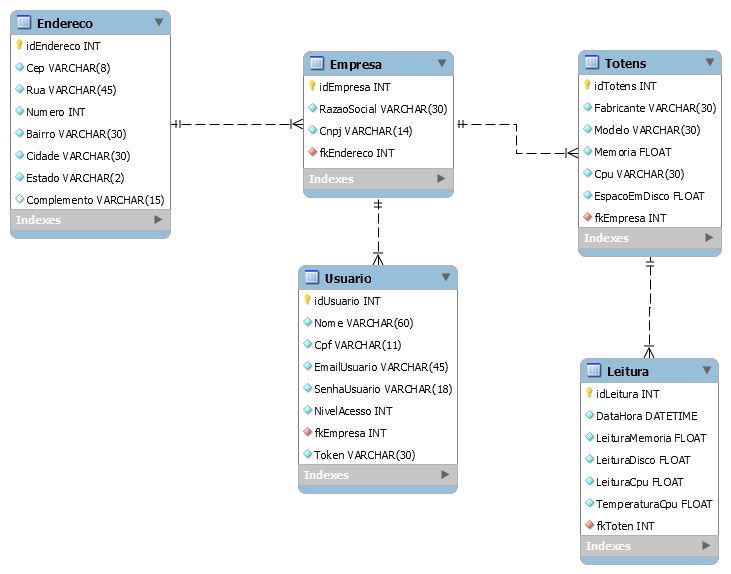 Endereco
idEndereco INT
Cep VARCHAR(8)
Rua VARCHAR(45)
Numero INT
Bairro VARCHAR(30)
Cidade VARCHAR(30)
Estado VARCHAR(2)
Complemento VARCHAR(15)
Indexes
Empresa
idEmpresa INT
RazaoSocial VARCHAR(30)
Cnpj VARCHAR(14)
fkEndereco INT
Indexes
Totens
idTotens INT
Fabricante VARCHAR(30)
Modelo VARCHAR(30)
Memoria FLOAT
Cpu VARCHAR(30)
EspacoEmDisco FLOAT
fkEmpresa INT
Indexes
Usuario
idUsuario INT
Nome VARCHAR(60)
Cpf VARCHAR(11)
EmailUsuario VARCHAR(45)
SenhaUsuario VARCHAR(18)
NivelAcesso INT
fkEmpresa INT
Token VARCHAR(30)
Indexes
Leitura
idLeitura INT
DataHora DATETIME
LeituraMemoria FLOAT
LeituraDisco FLOAT
LeituraCpu FLOAT
TemperaturaCpu FLOAT
fkToten INT
Indexes